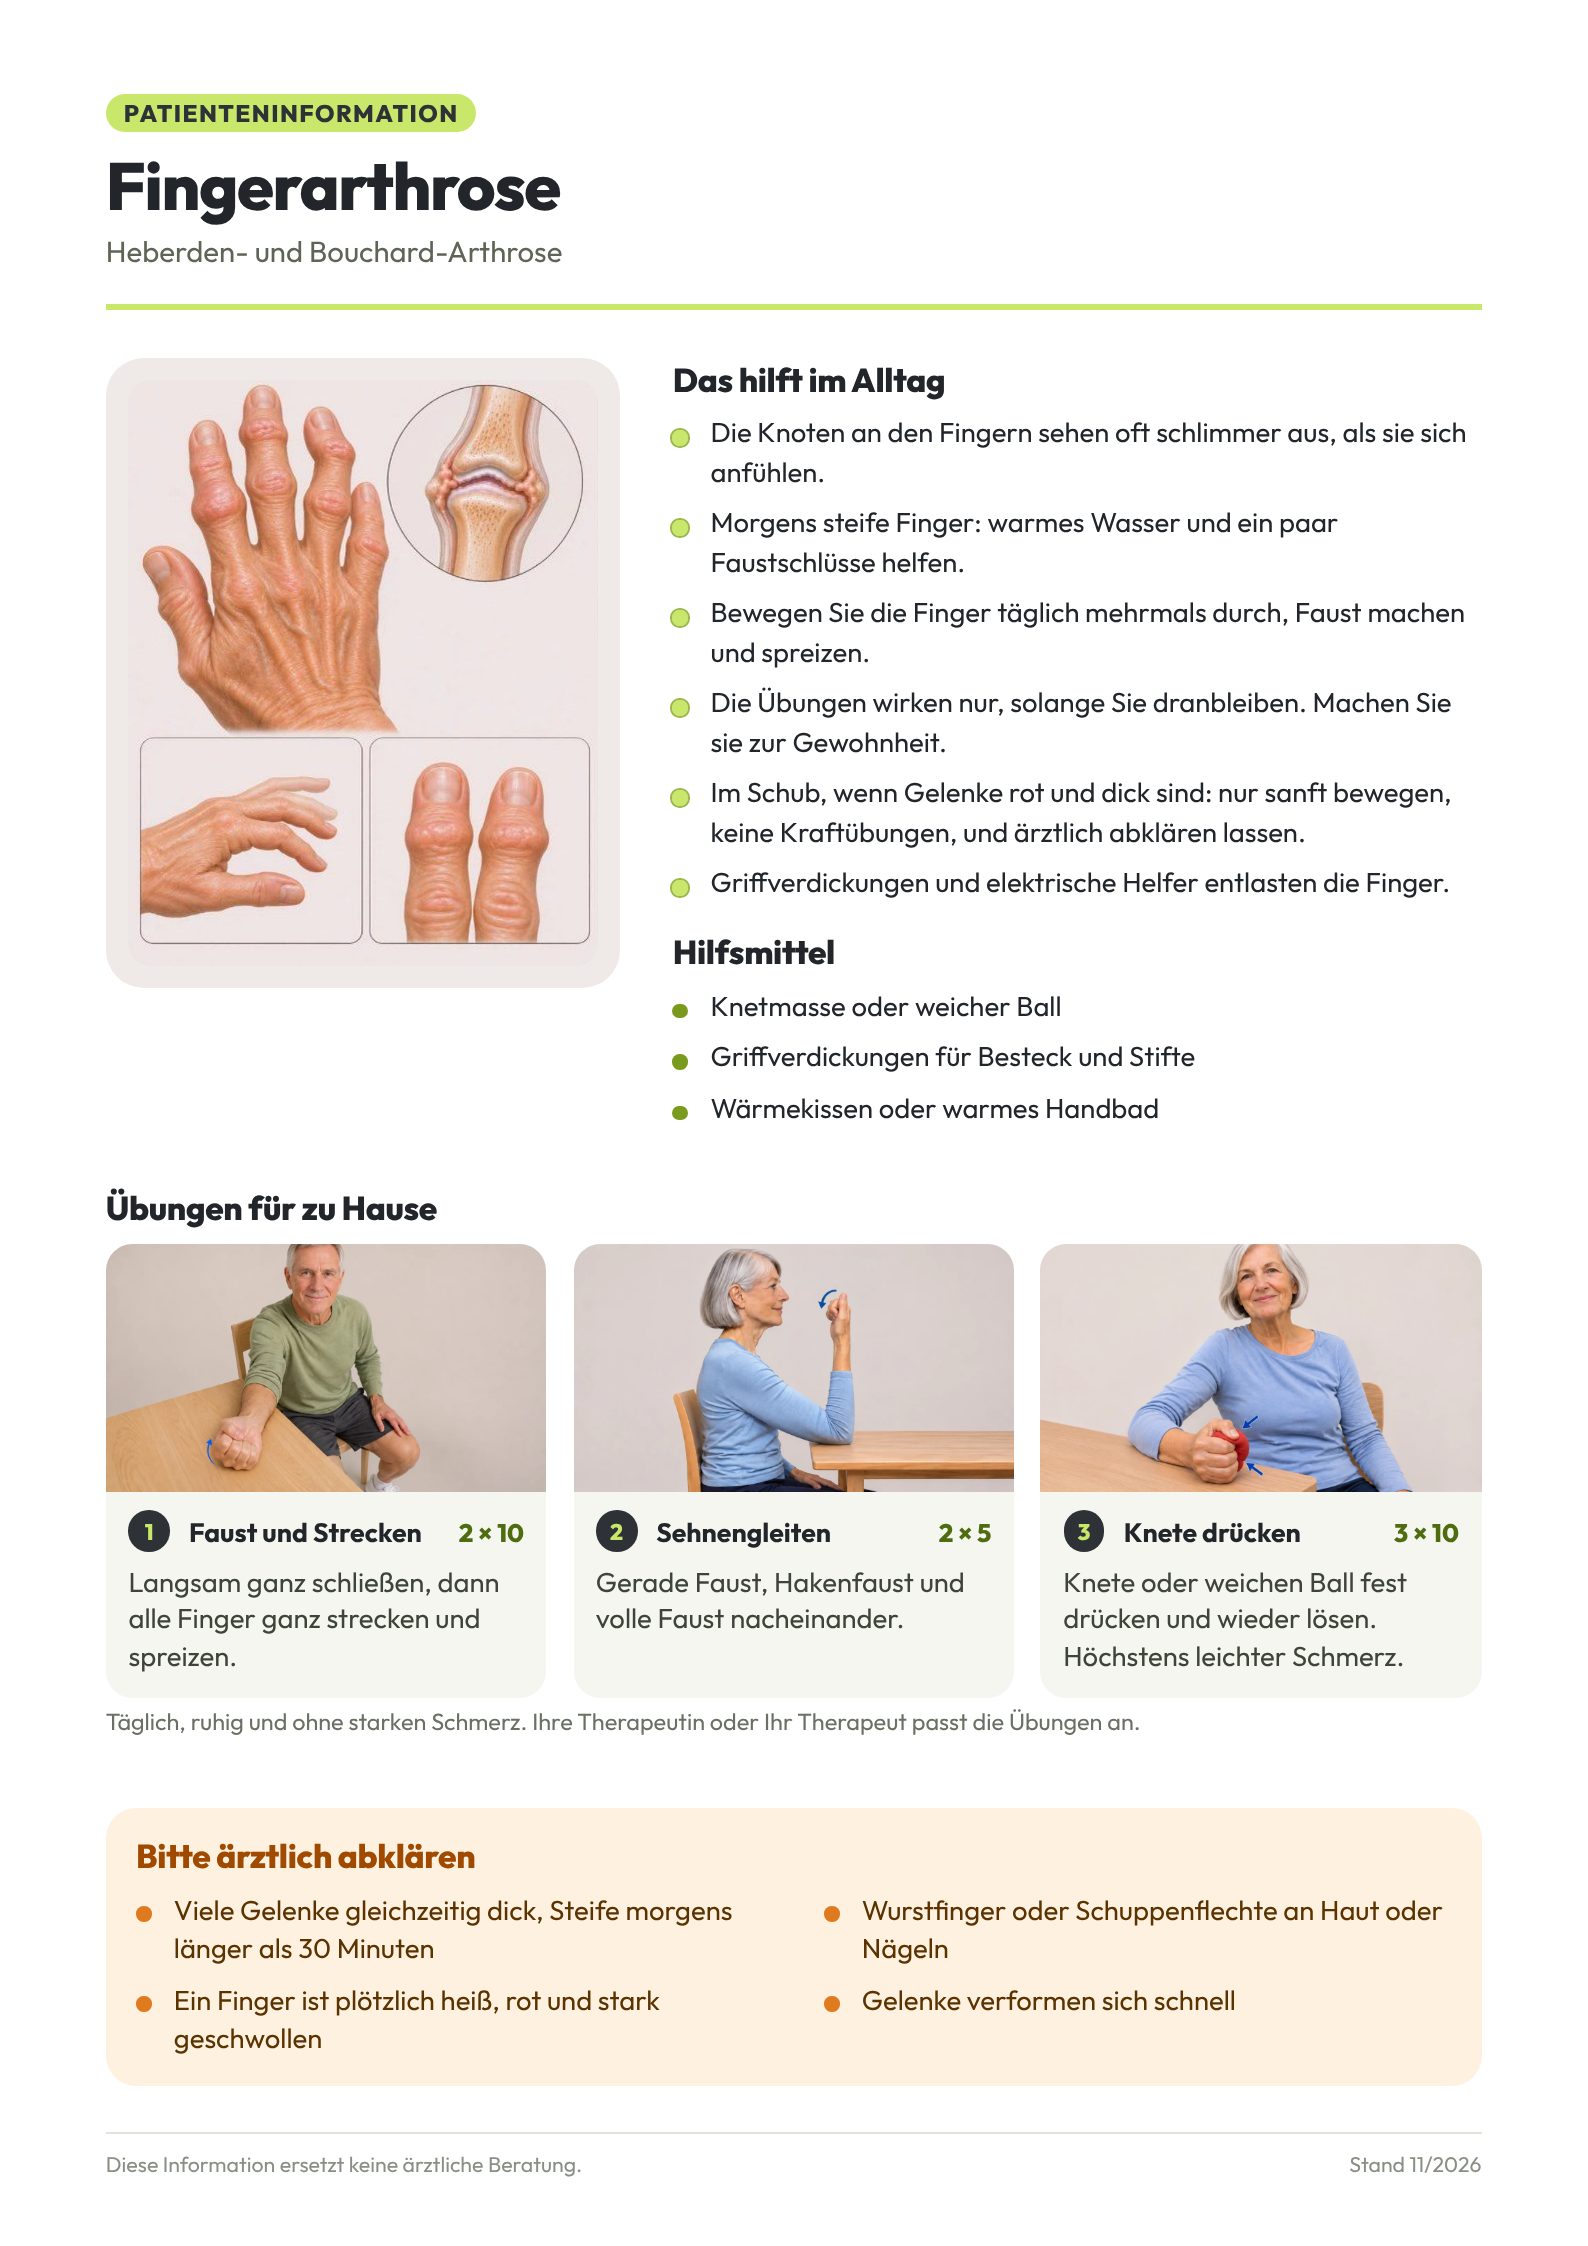 PATIENTENINFORMATION
Fingerarthrose
Heberden- und Bouchard-Arthrose
Das hilft im Alltag
Die Knoten an den Fingern sehen oft schlimmer aus, als sie sich
anfühlen.
Morgens steife Finger: warmes Wasser und ein paar
Faustschlüsse helfen.
Bewegen Sie die Finger täglich mehrmals durch, Faust machen
und spreizen.
Die Übungen wirken nur, solange Sie dranbleiben. Machen Sie
sie zur Gewohnheit.
Im Schub, wenn Gelenke rot und dick sind: nur sanft bewegen,
keine Kraftübungen, und ärztlich abklären lassen.
Griffverdickungen und elektrische Helfer entlasten die Finger.
Hilfsmittel
Knetmasse oder weicher Ball
Griffverdickungen für Besteck und Stifte
Wärmekissen oder warmes Handbad
Übungen für zu Hause
1 Faust und Strecken 2 × 10
Langsam ganz schließen, dann
alle Finger ganz strecken und
spreizen.
2 Sehnengleiten 2 × 5
Gerade Faust, Hakenfaust und
volle Faust nacheinander.
3 Knete drücken 3 × 10
Knete oder weichen Ball fest
drücken und wieder lösen.
Höchstens leichter Schmerz.
Täglich, ruhig und ohne starken Schmerz. Ihre Therapeutin oder Ihr Therapeut passt die Übungen an.
Bitte ärztlich abklären
Viele Gelenke gleichzeitig dick, Steife morgens
länger als 30 Minuten
Ein Finger ist plötzlich heiß, rot und stark
geschwollen
Wurstfinger oder Schuppenflechte an Haut oder
Nägeln
Gelenke verformen sich schnell
Diese Information ersetzt keine ärztliche Beratung.
Stand 11/2026